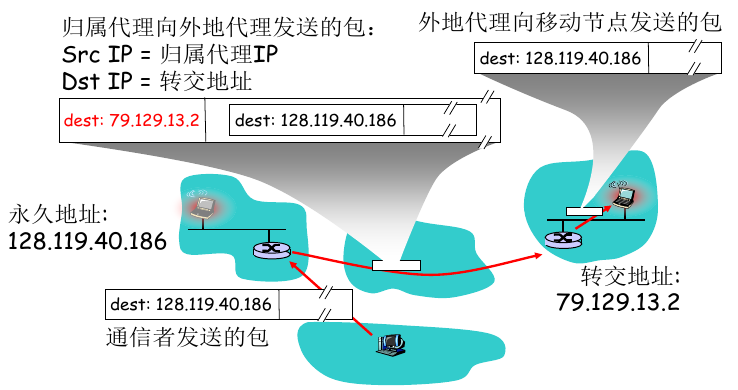 归属代理向外地代理发送的包:
Src IP = 归属代理IP
Dst IP = 转交地址
外地代理向移动节点发送的包
dest: 128.119.40.186
dest: 79.129.13.2
dest: 128.119.40.186
永久地址:
128.119.40.186
转交地址:
79.129.13.2
dest: 128.119.40.186
通信者发送的包